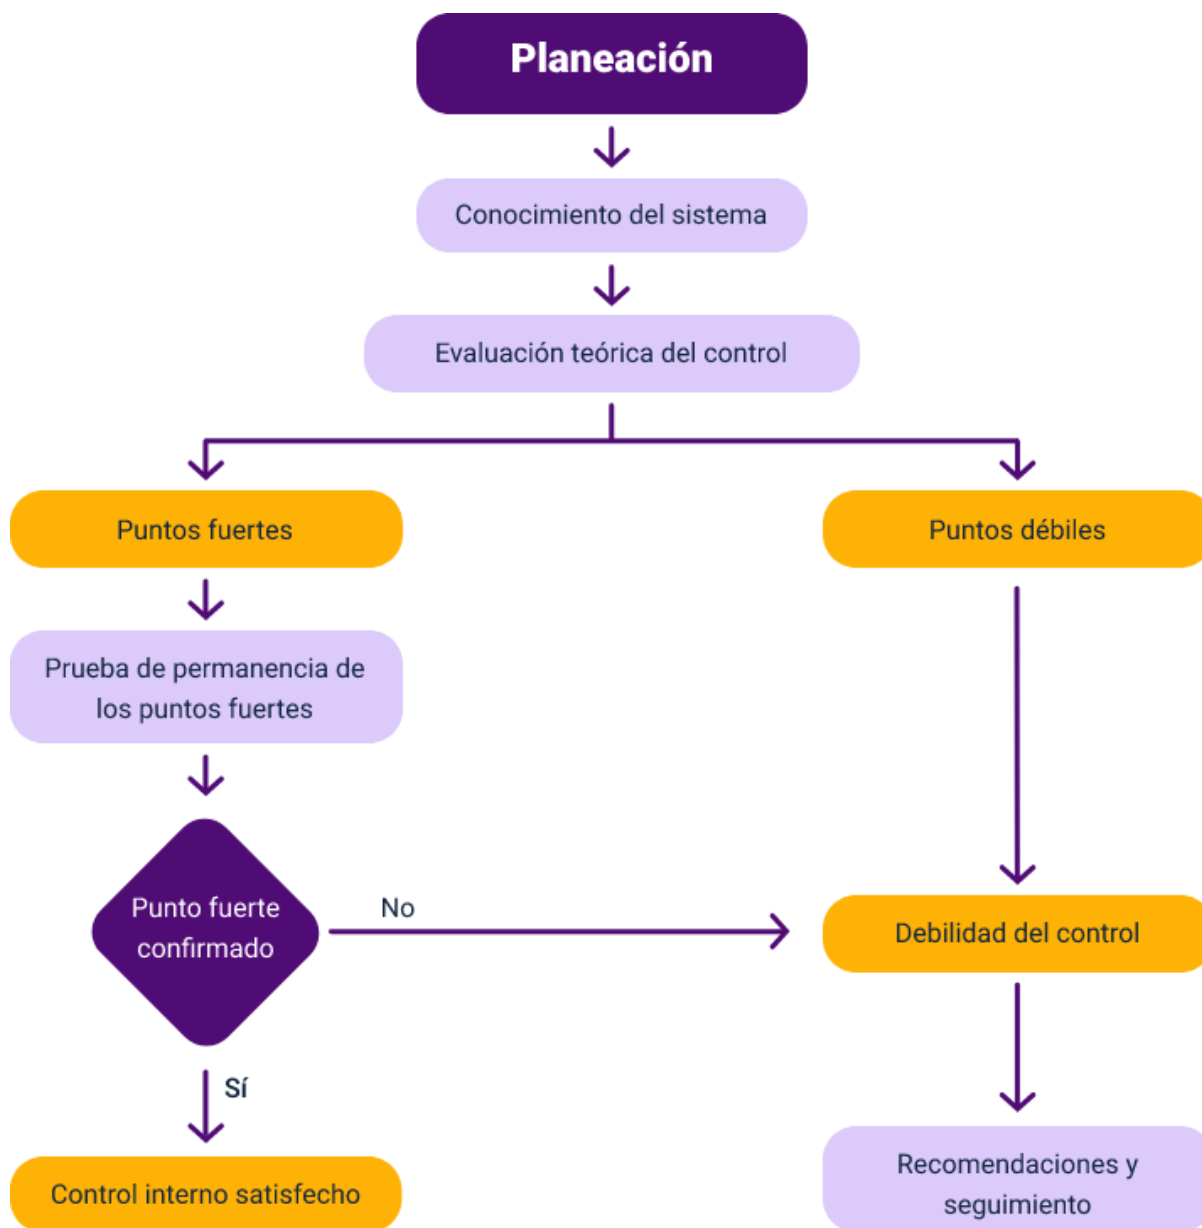 Planeación
Conocimiento del sistema
Evaluación teórica del control
Puntos fuertes
Puntos débiles
Prueba de permanencia de
los puntos fuertes
Punto fuerte
confirmado
No
Debilidad del control
Sí
Control interno satisfecho
Recomendaciones y
seguimiento